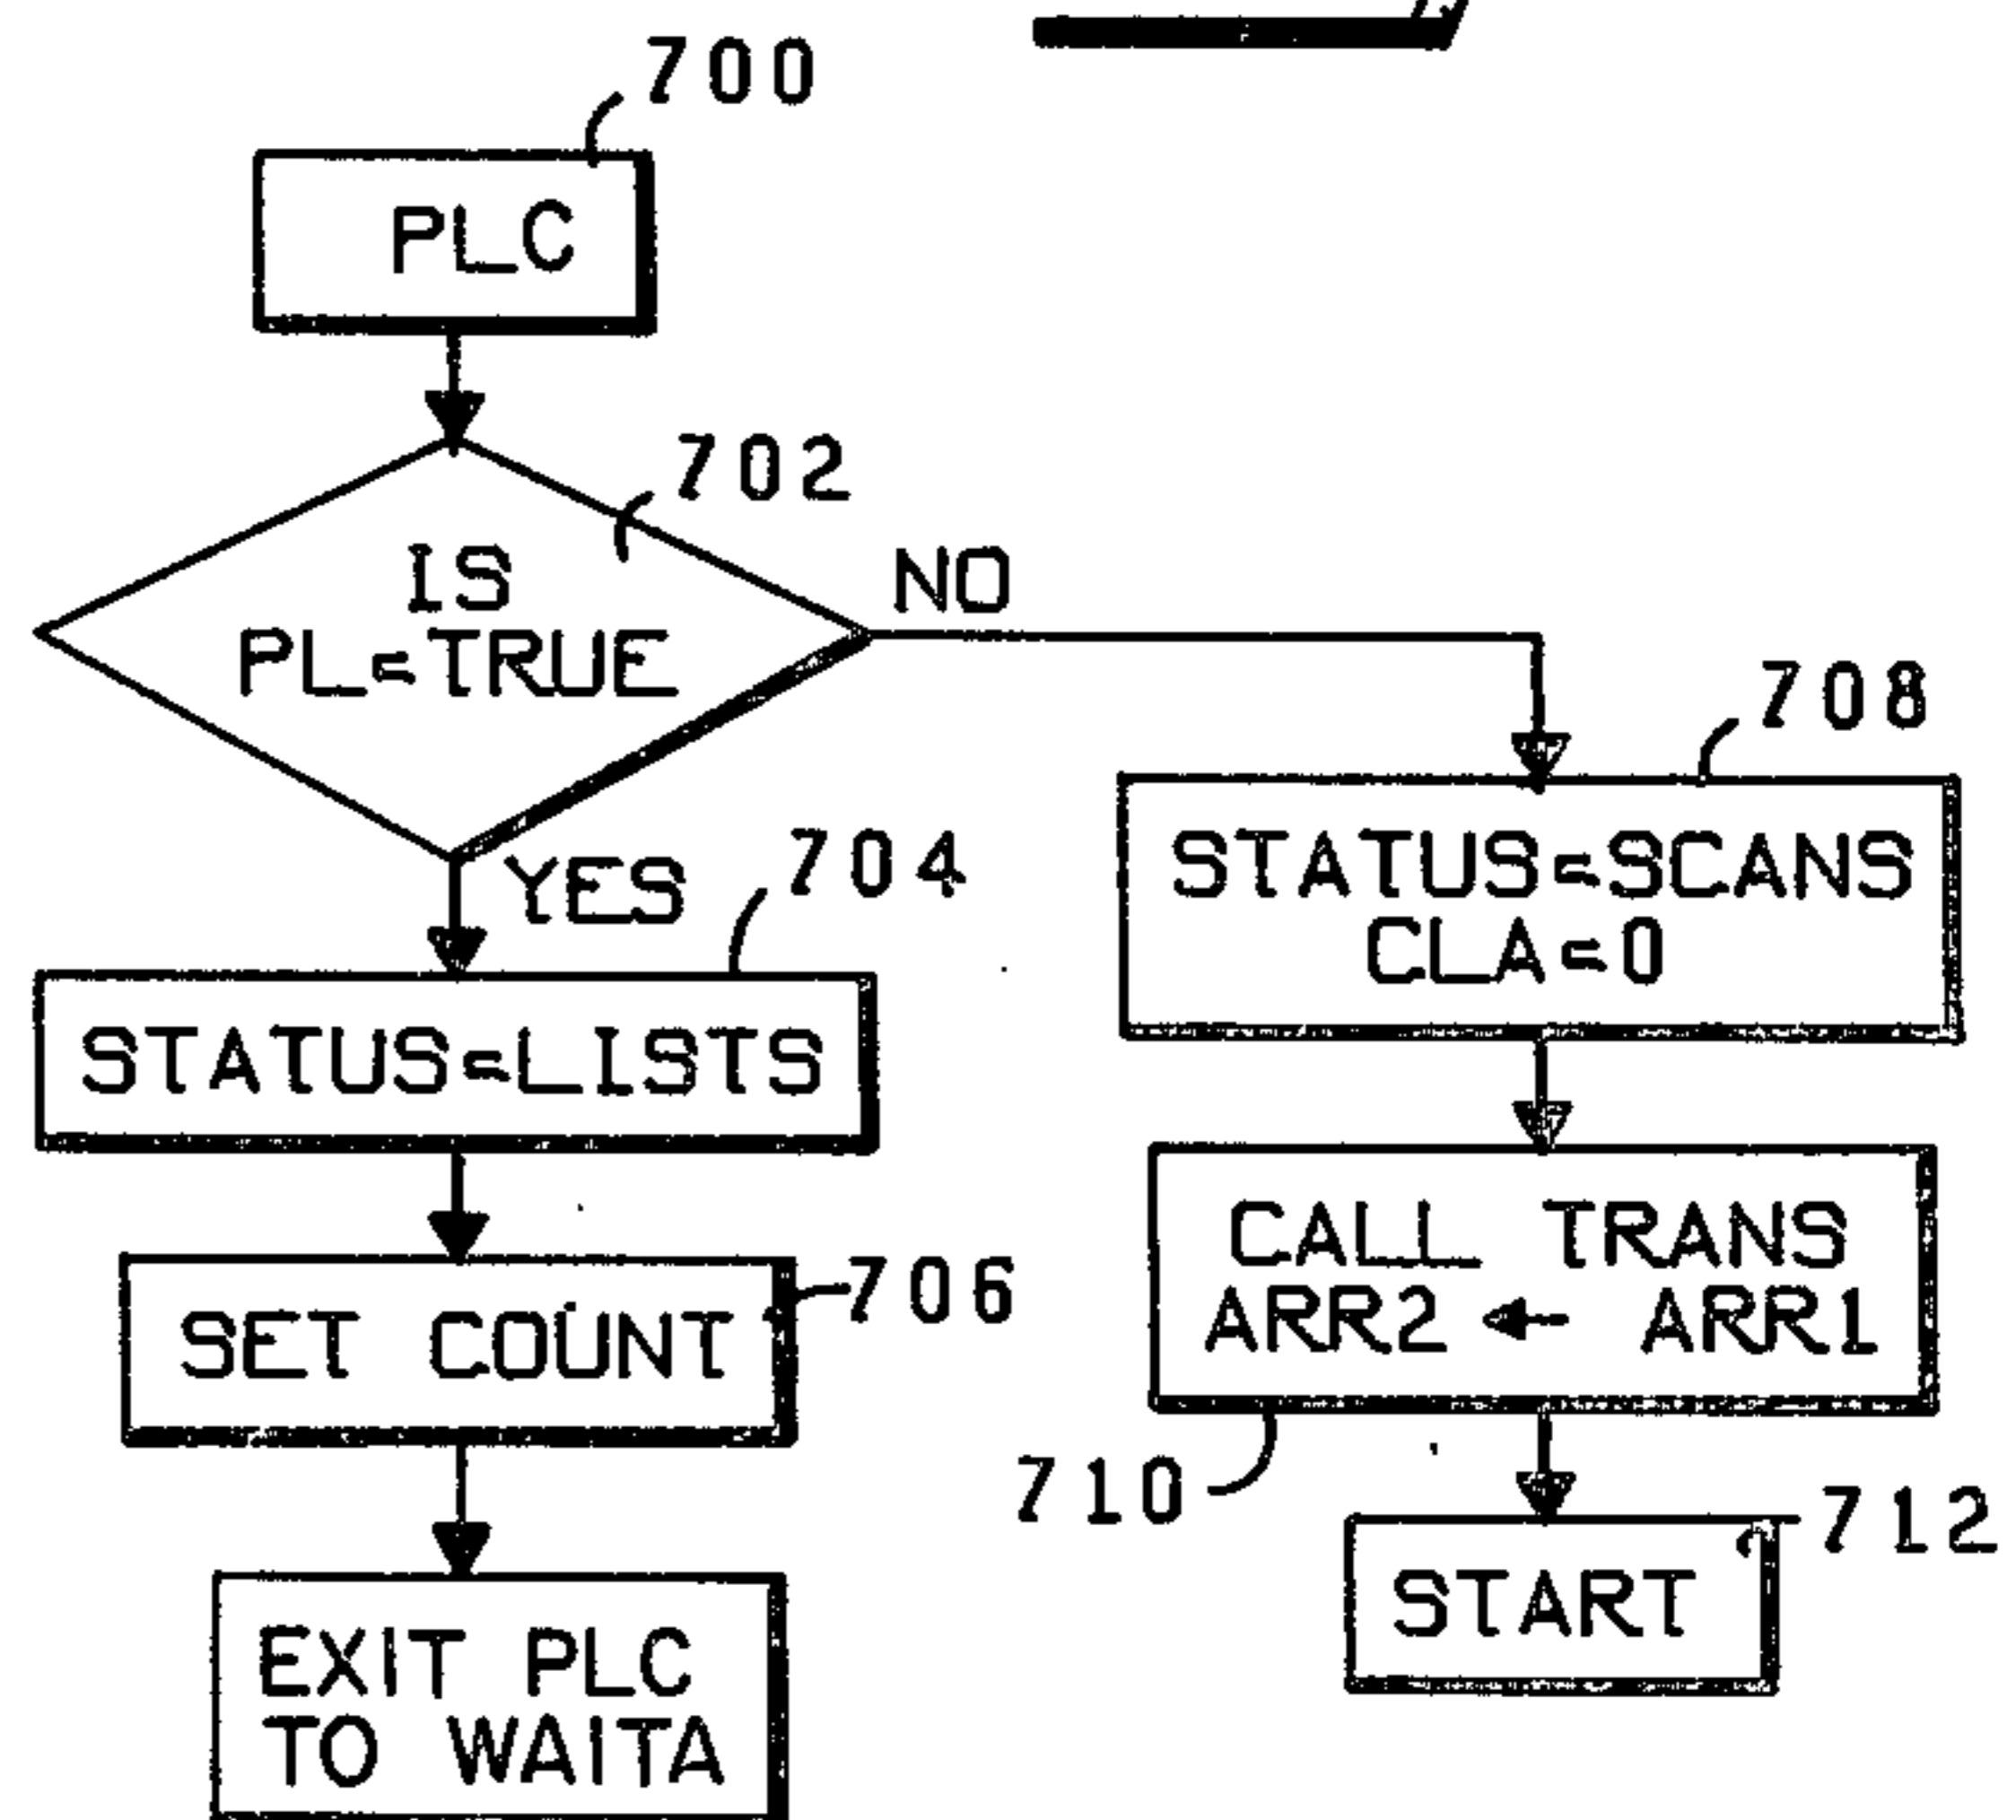 700
PLC
702
IS
PL=TRUE
NO
YES
704
STATUS=LISTS
706
SET COUNT
EXIT PLC
TO WAITA
708
STATUS=SCANS
CLA=0
CALL TRANS
ARR2 ← ARR1
710
712
START